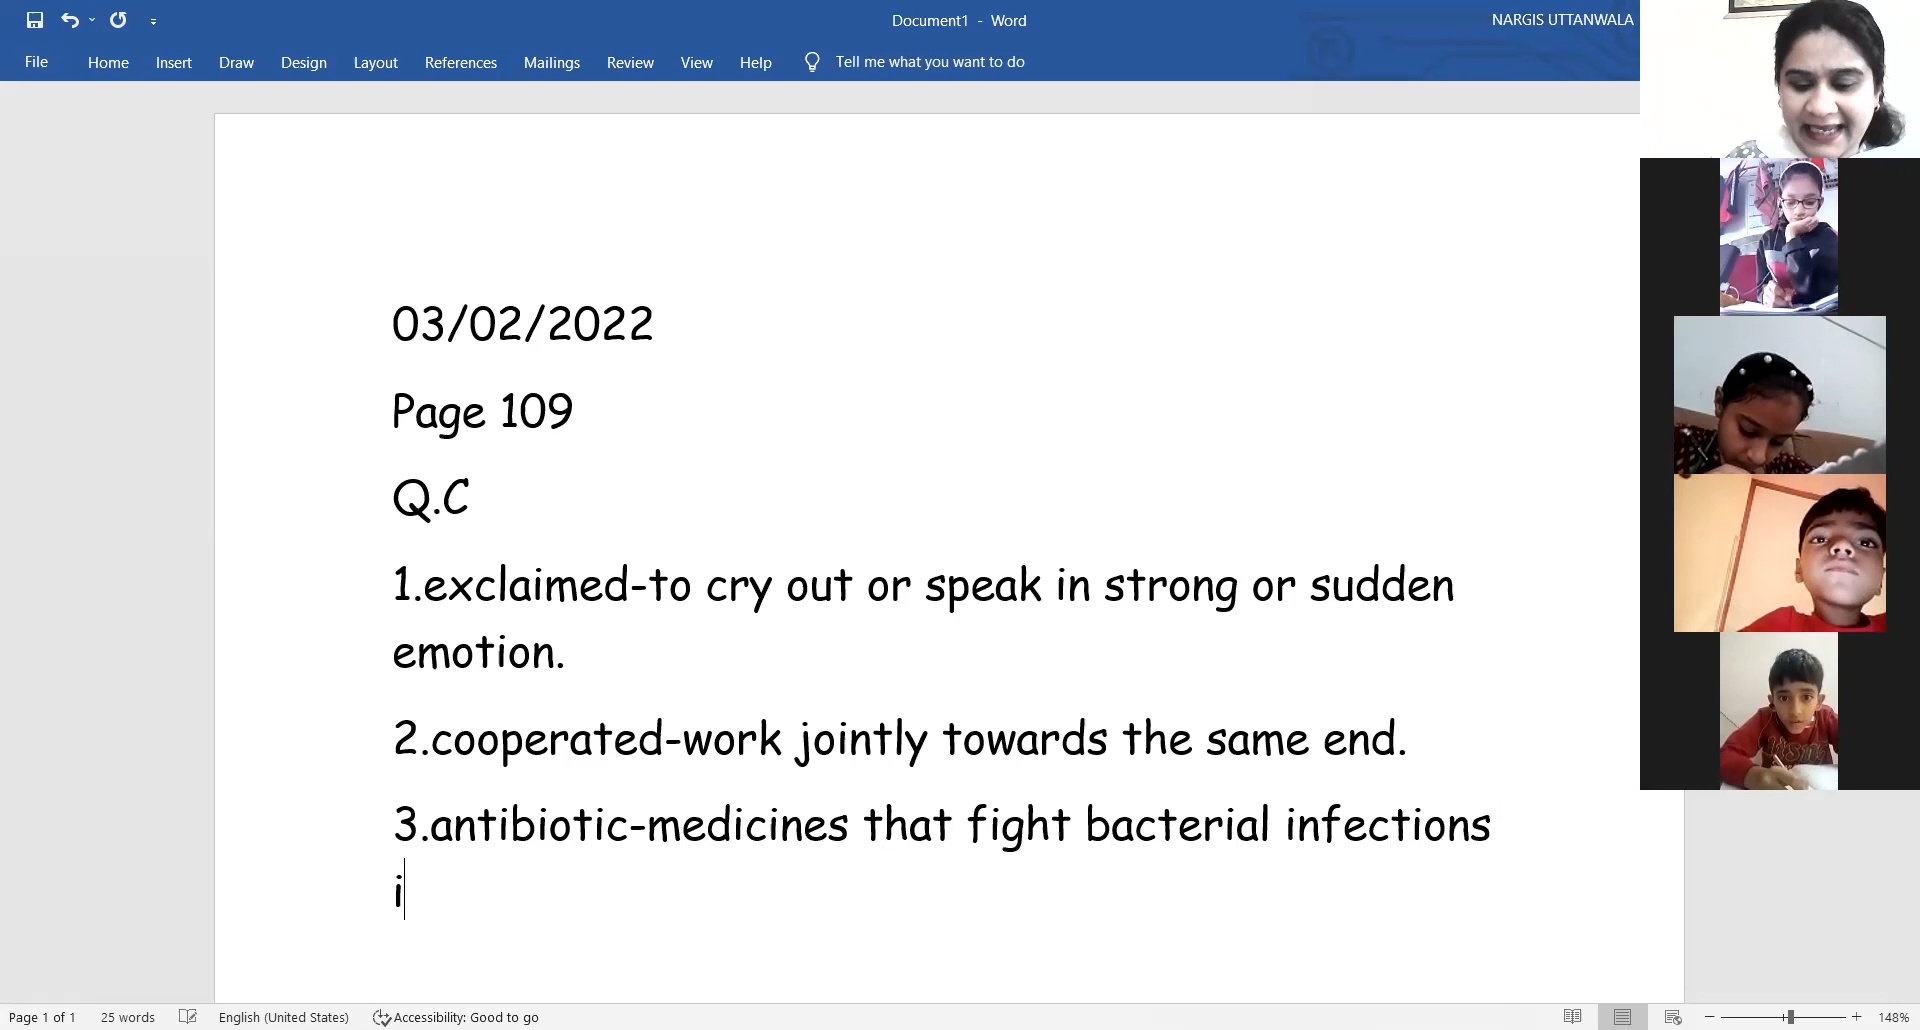 Document1 - Word
NARGIS UTTANWALA
File Home Insert Draw Design Layout References Mailings Review View Help Tell me what you want to do
03/02/2022
Page 109
Q.C
1.exclaimed-to cry out or speak in strong or sudden
emotion.
2.cooperated-work jointly towards the same end.
3.antibiotic-medicines that fight bacterial infections
i
Page 1 of 1 25 words English (United States) Accessibility: Good to go 148%